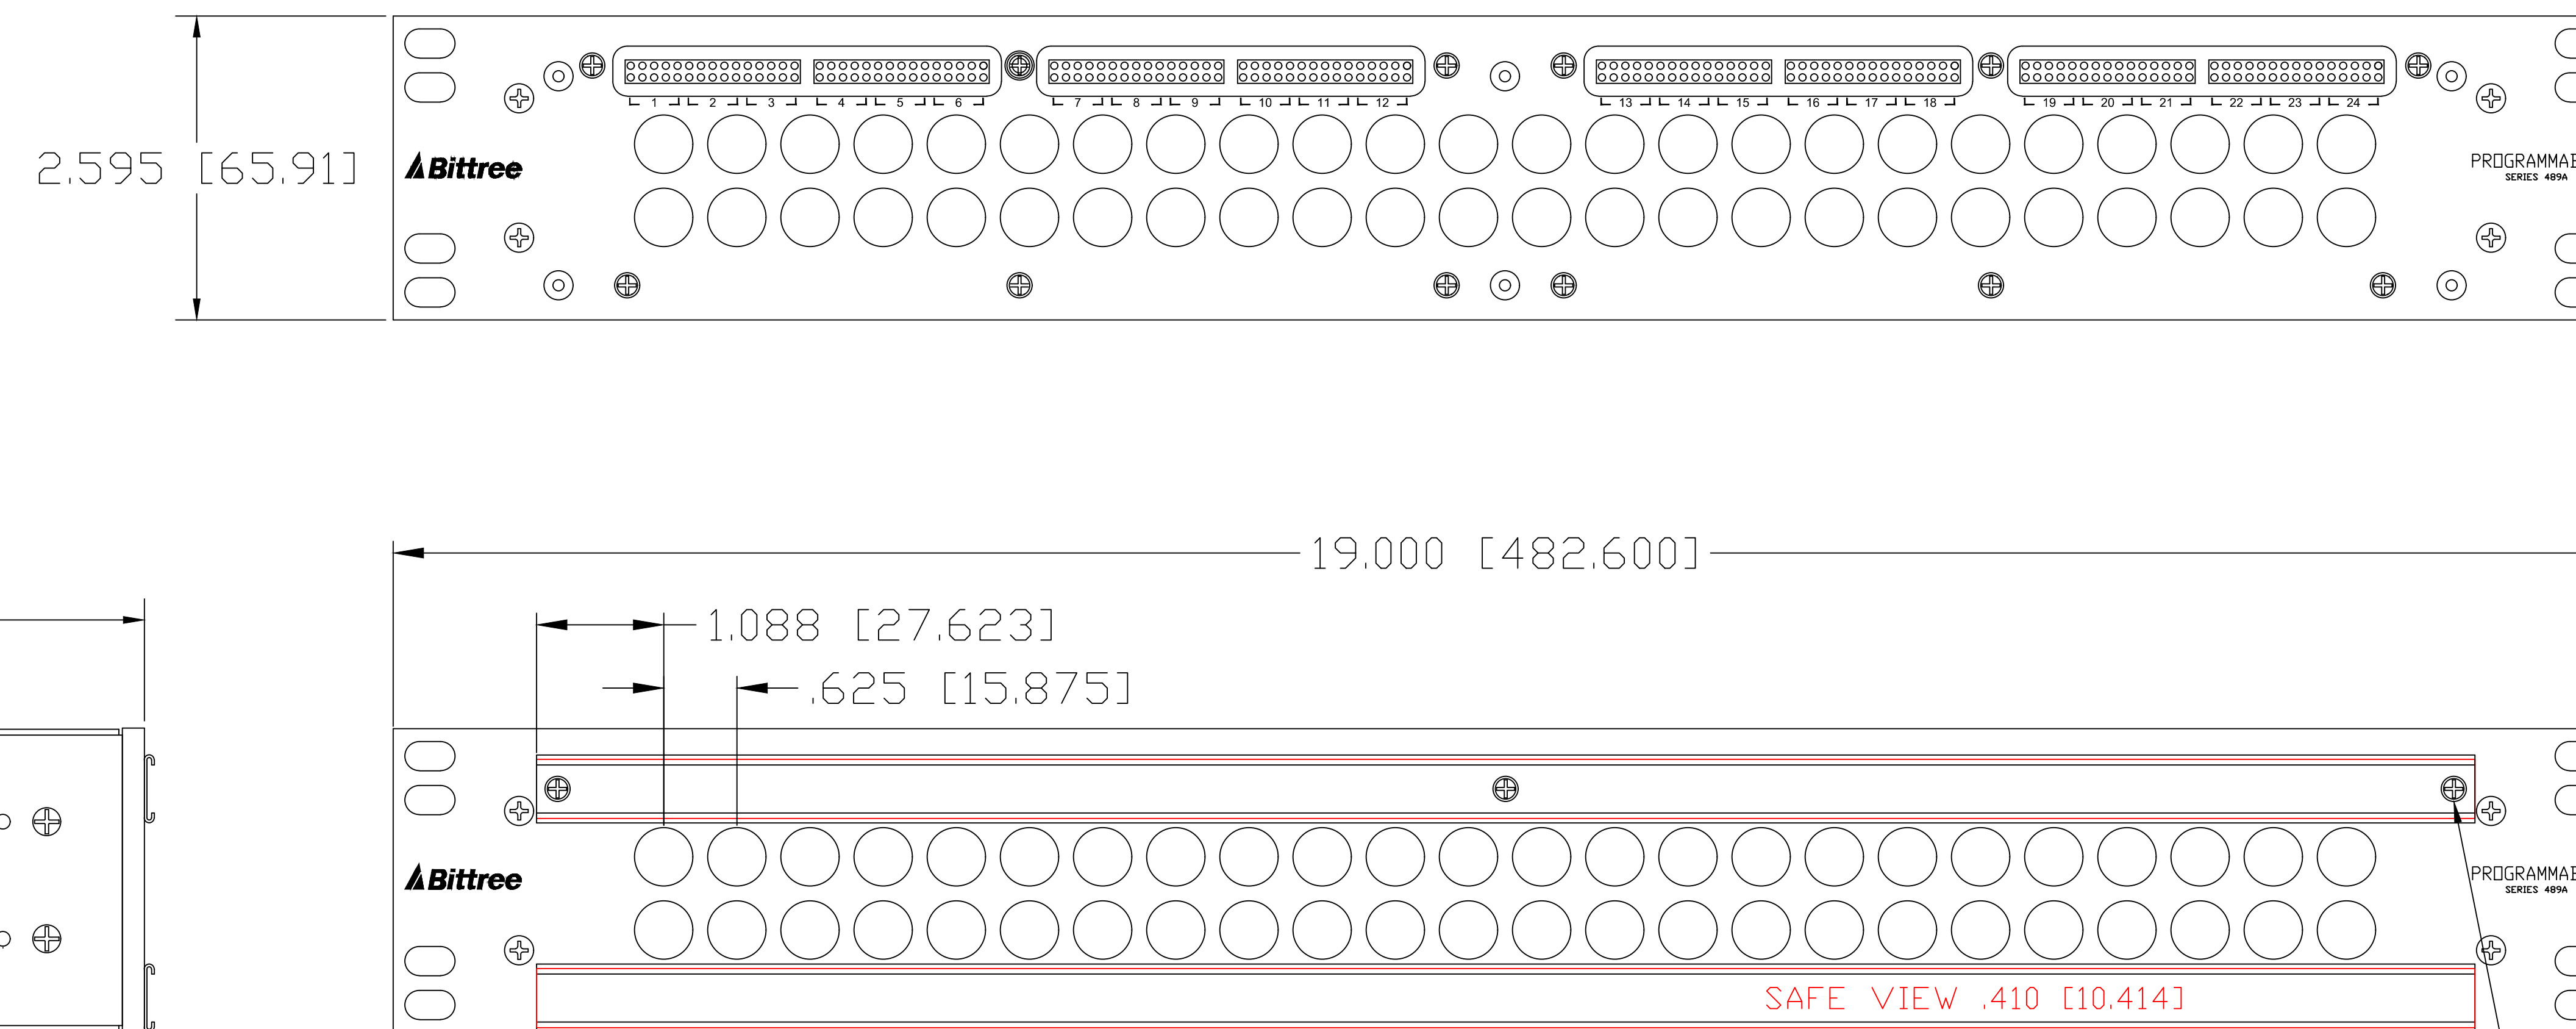 1 2 3 4 5 6 7 8 9 10 11 12 13 14 15 16 17 18 19 20 21 22 23 24
2.595 [65.91]
Bittree
SERIES 489A
19.000 [482.600]
1.088 [27.623]
.625 [15.875]
Bittree
SERIES 489A
SAFE VIEW .410 [10.414]